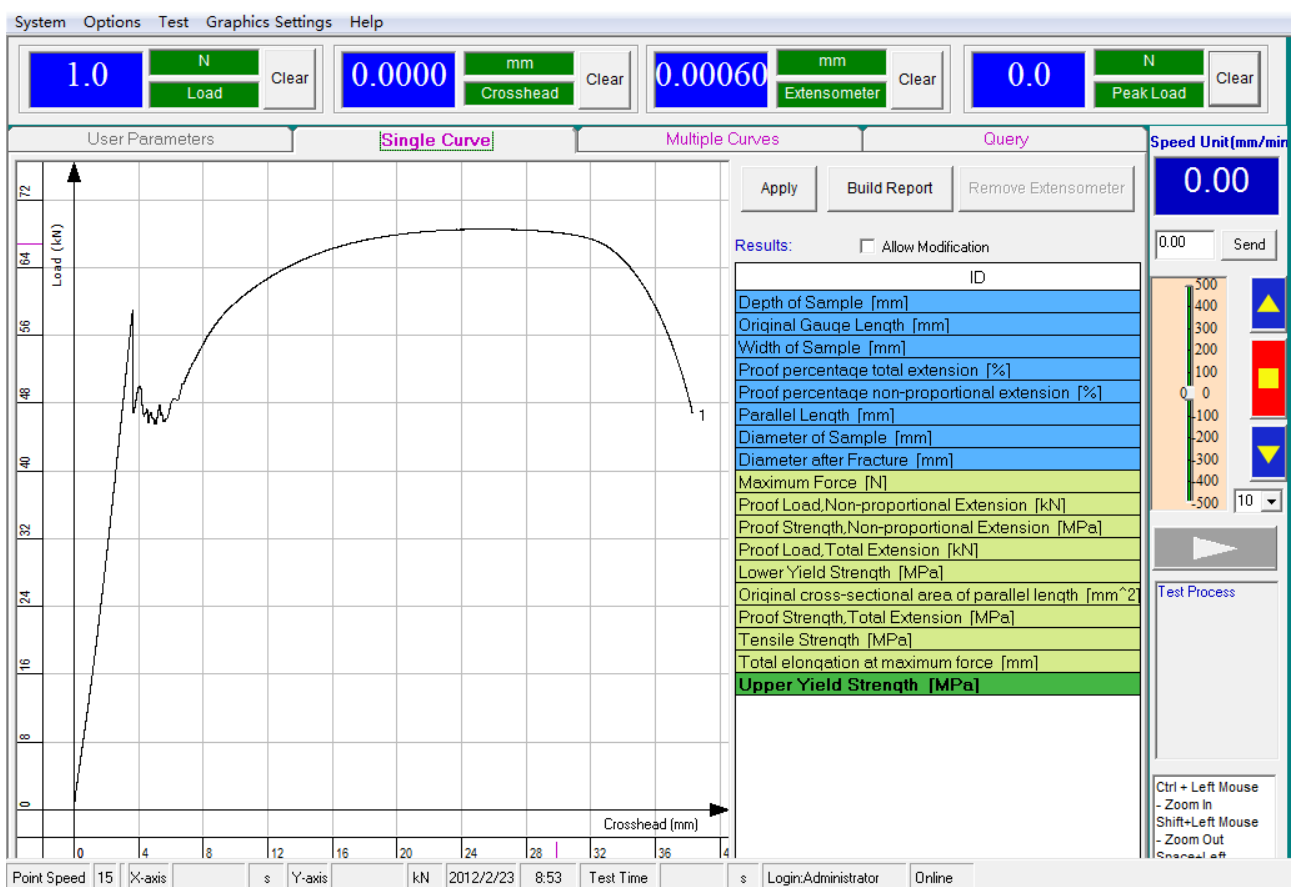 System Options Test Graphics Settings Help
1.0 N Load Clear
0.0000 mm Crosshead Clear
0.00060 mm Extensometer Clear
0.0 N Peak Load Clear
User Parameters Single Curve Multiple Curves Query
Speed Unit(mm/min
0.00
0.00 Send
Apply Build Report Remove Extensometer
Results: Allow Modification
ID
Depth of Sample [mm]
Original Gauge Length [mm]
Width of Sample [mm]
Proof percentage total extension [%]
Proof percentage non-proportional extension [%]
Parallel Length [mm]
Diameter of Sample [mm]
Diameter after Fracture [mm]
Maximum Force [N]
Proof Load,Non-proportional Extension [kN]
Proof Strength,Non-proportional Extension [MPa]
Proof Load,Total Extension [kN]
Lower Yield Strength [MPa]
Original cross-sectional area of parallel length [mm^2]
Proof Strength,Total Extension [MPa]
Tensile Strength [MPa]
Total elongation at maximum force [mm]
Upper Yield Strength [MPa]
Load (kN)
72
64
56
48
40
32
24
16
8
0
1
Crosshead (mm)
0 4 8 12 16 20 24 28 32 36 4
500
400
300
200
100
0 0
-100
-200
-300
-400
-500
10
Test Process
Ctrl + Left Mouse
- Zoom In
Shift+Left Mouse
- Zoom Out
Space+Left
Point Speed 15 X-axis s Y-axis kN 2012/2/23 8:53 Test Time s Login:Administrator Online